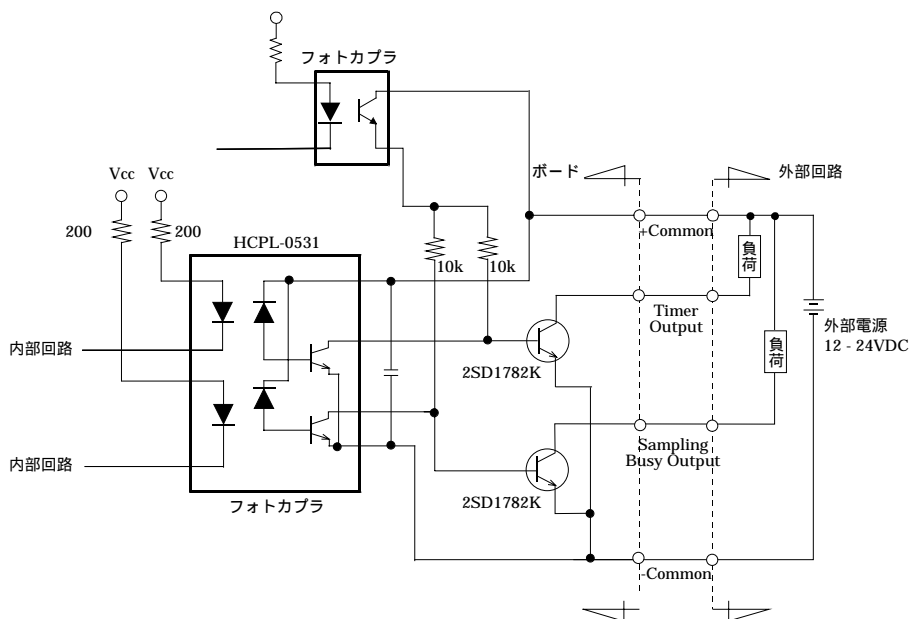 フォトカプラ
ボード
外部回路
Vcc
Vcc
200
200
HCPL-0531
10k
10k
+Common
負荷
Timer
Output
外部電源
12 - 24VDC
負荷
内部回路
2SD1782K
Sampling
Busy Output
内部回路
2SD1782K
フォトカプラ
-Common